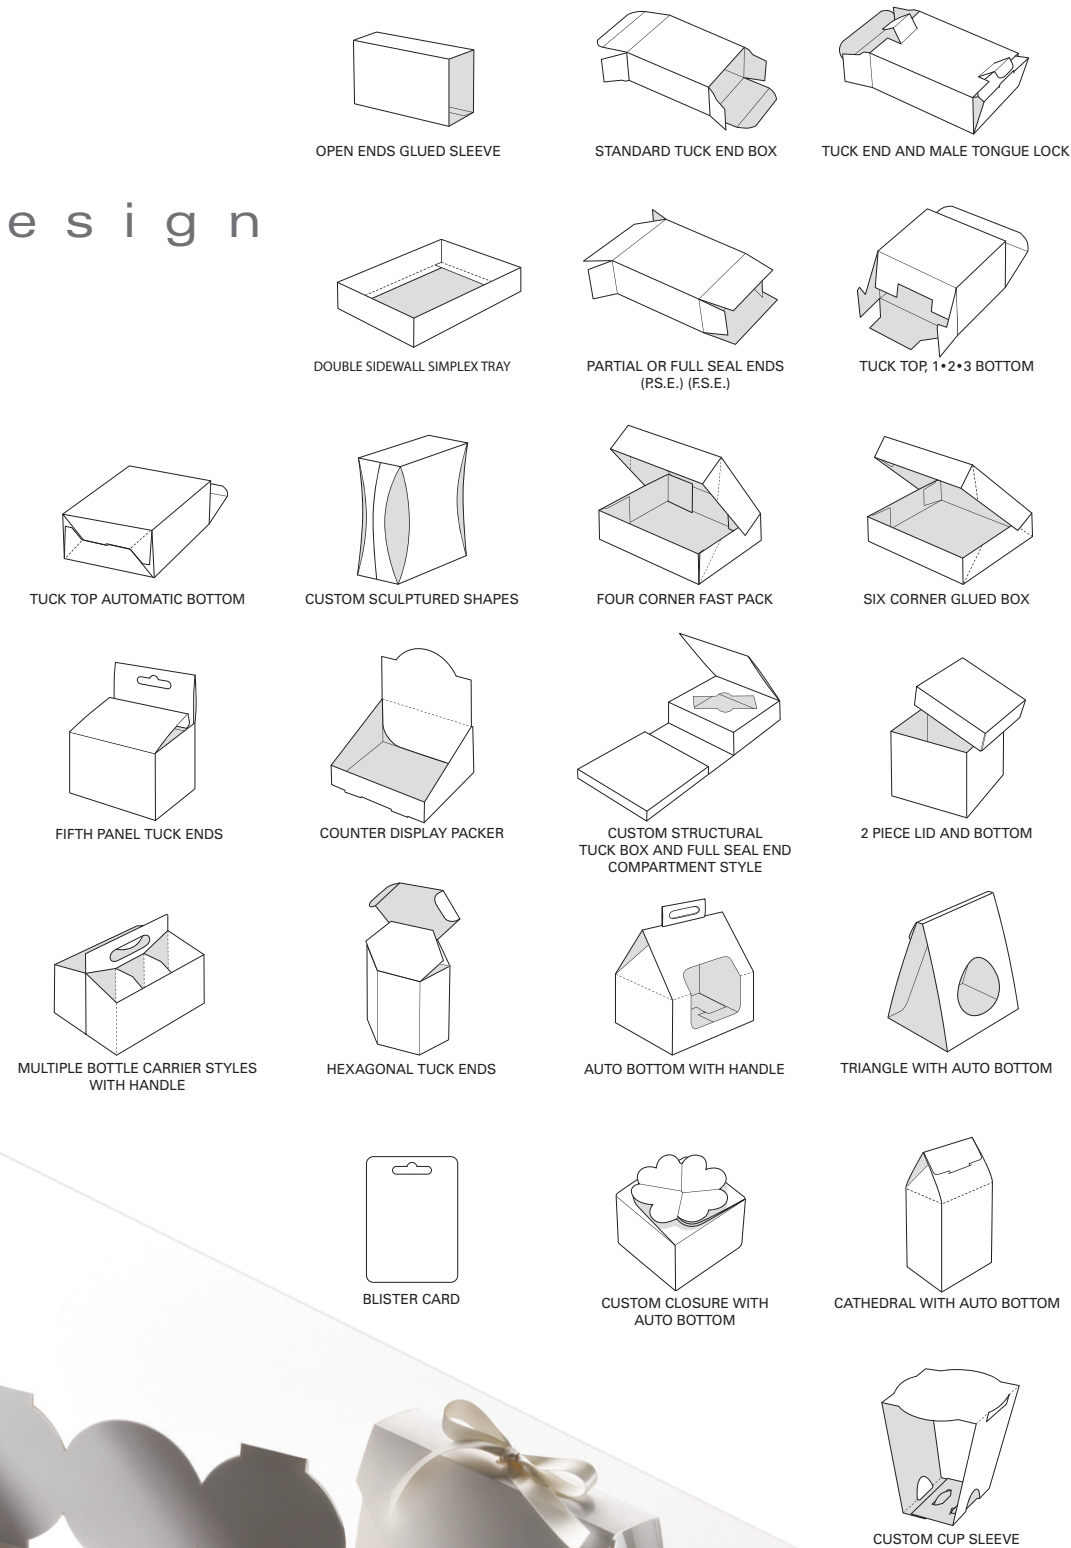 OPEN ENDS GLUED SLEEVE
STANDARD TUCK END BOX
TUCK END AND MALE TONGUE LOCK
esign
DOUBLE SIDEWALL SIMPLEX TRAY
PARTIAL OR FULL SEAL ENDS
(P.S.E.) (F.S.E.)
TUCK TOP, 1•2•3 BOTTOM
TUCK TOP AUTOMATIC BOTTOM
CUSTOM SCULPTURED SHAPES
FOUR CORNER FAST PACK
SIX CORNER GLUED BOX
FIFTH PANEL TUCK ENDS
COUNTER DISPLAY PACKER
CUSTOM STRUCTURAL
TUCK BOX AND FULL SEAL END
COMPARTMENT STYLE
2 PIECE LID AND BOTTOM
MULTIPLE BOTTLE CARRIER STYLES
WITH HANDLE
HEXAGONAL TUCK ENDS
AUTO BOTTOM WITH HANDLE
TRIANGLE WITH AUTO BOTTOM
BLISTER CARD
CUSTOM CLOSURE WITH
AUTO BOTTOM
CATHEDRAL WITH AUTO BOTTOM
CUSTOM CUP SLEEVE